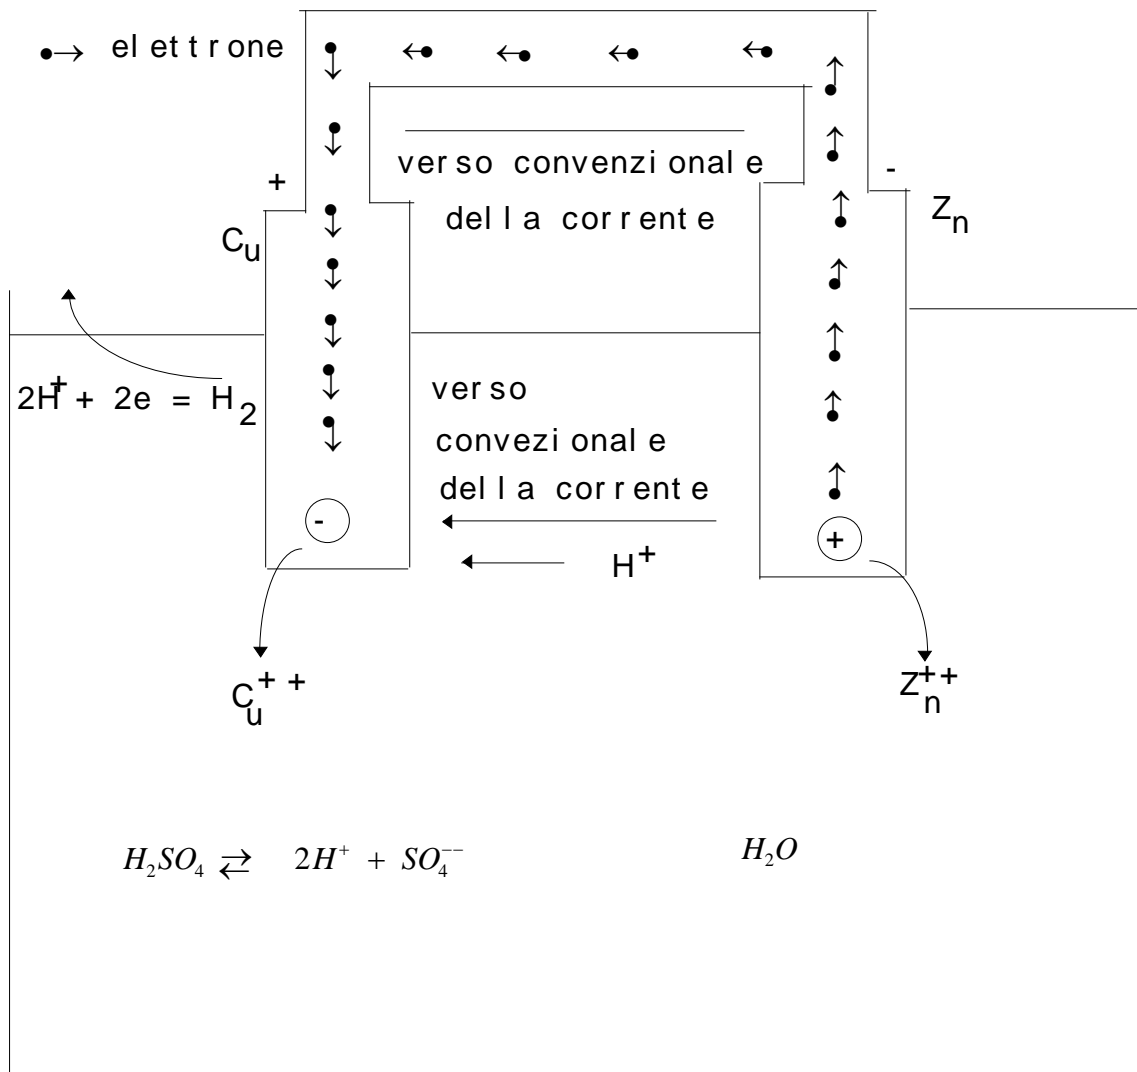 elettrone
verso convenzionale
della corrente
+
-
Cu
Zn
2H+ + 2e = H2
verso
convezionale
della corrente
-
+
H+
Cu++
Zn++
H2SO4 ⇄ 2H+ + SO4--
H2O